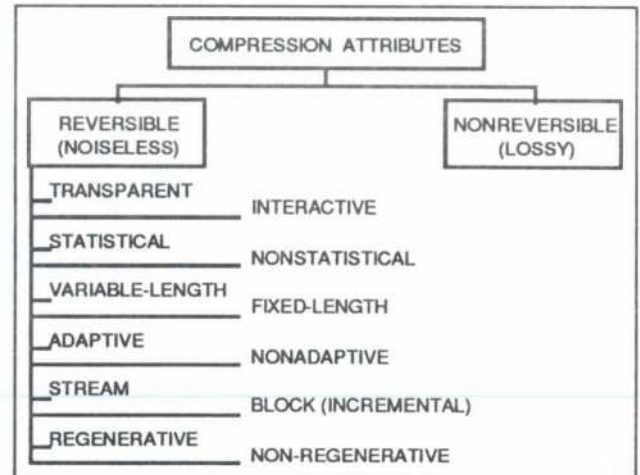 COMPRESSION ATTRIBUTES
REVERSIBLE
(NOISELESS)
NONREVERSIBLE
(LOSSY)
TRANSPARENT
INTERACTIVE
STATISTICAL
NONSTATISTICAL
VARIABLE-LENGTH
FIXED-LENGTH
ADAPTIVE
NONADAPTIVE
STREAM
BLOCK (INCREMENTAL)
REGENERATIVE
NON-REGENERATIVE